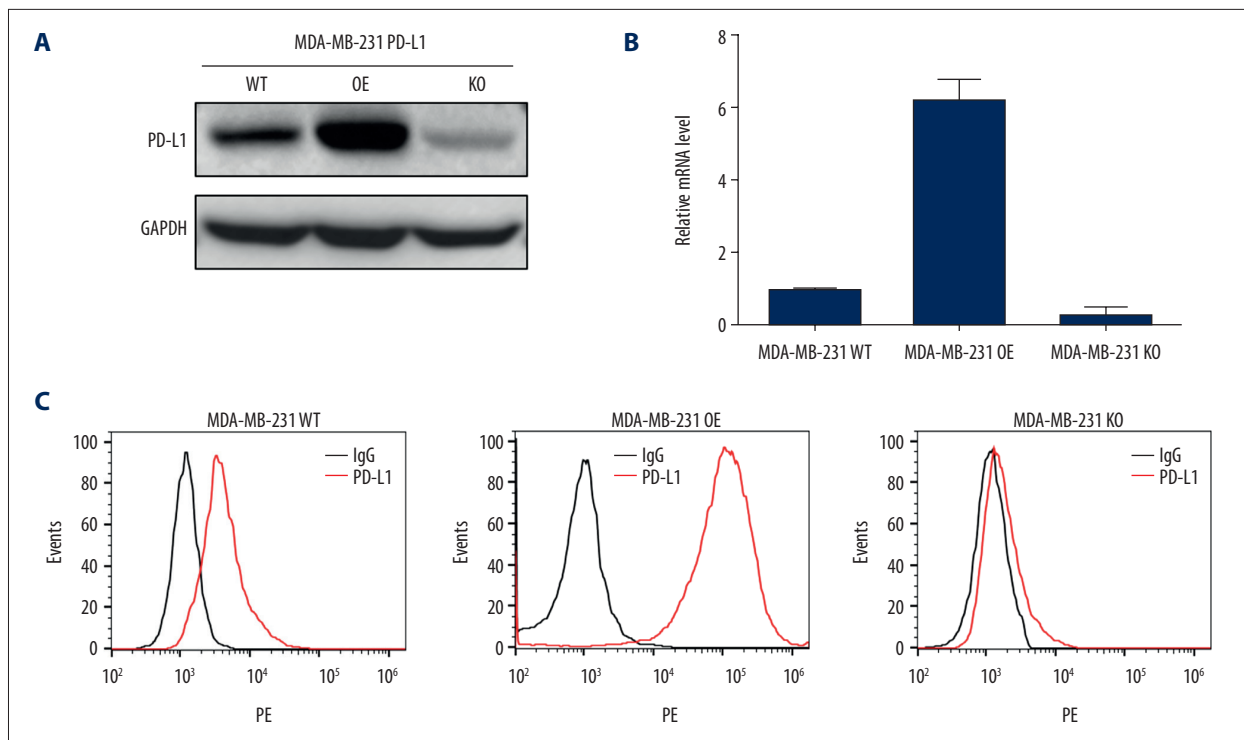 A
MDA-MB-231 PD-L1
WT OE KO
PD-L1
GAPDH
B
Relative mRNA level
8
6
4
2
0
MDA-MB-231 WT MDA-MB-231 OE MDA-MB-231 KO
C
MDA-MB-231 WT
IgG
PD-L1
Events
100
80
60
40
20
0
10² 10³ 10⁴ 10⁵ 10⁶
PE
MDA-MB-231 OE
IgG
PD-L1
Events
100
80
60
40
20
0
10² 10³ 10⁴ 10⁵ 10⁶
PE
MDA-MB-231 KO
IgG
PD-L1
Events
100
80
60
40
20
0
10² 10³ 10⁴ 10⁵ 10⁶
PE